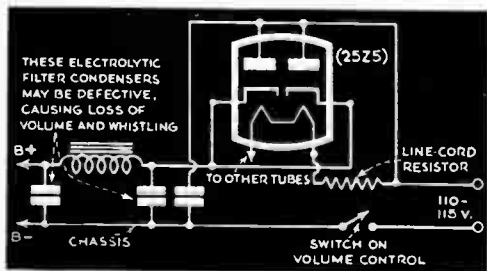 THESE ELECTROLYTIC
FILTER CONDENSERS
MAY BE DEFECTIVE,
CAUSING LOSS OF
VOLUME AND WHISTLING
(25Z5)
B+
TO OTHER TUBES
LINE-CORD
RESISTOR
110-
115 V.
B-
CHASSIS
SWITCH ON
VOLUME CONTROL